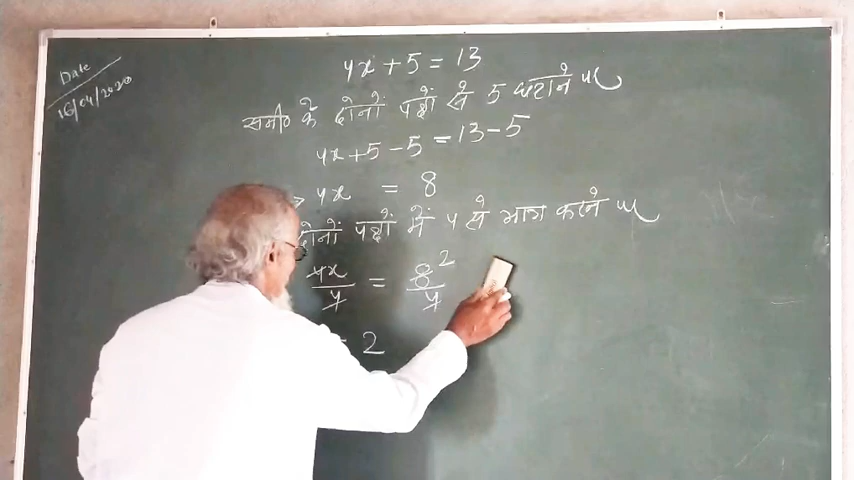 Date
16/04/2020
4x + 5 = 13
समी० के दोनो पक्षों से 5 घटाने पर
4x + 5 - 5 = 13 - 5
4x = 8
दोनो पक्षों में 4 से भाग करने पर
4x/4 = 8/4 2
= 2